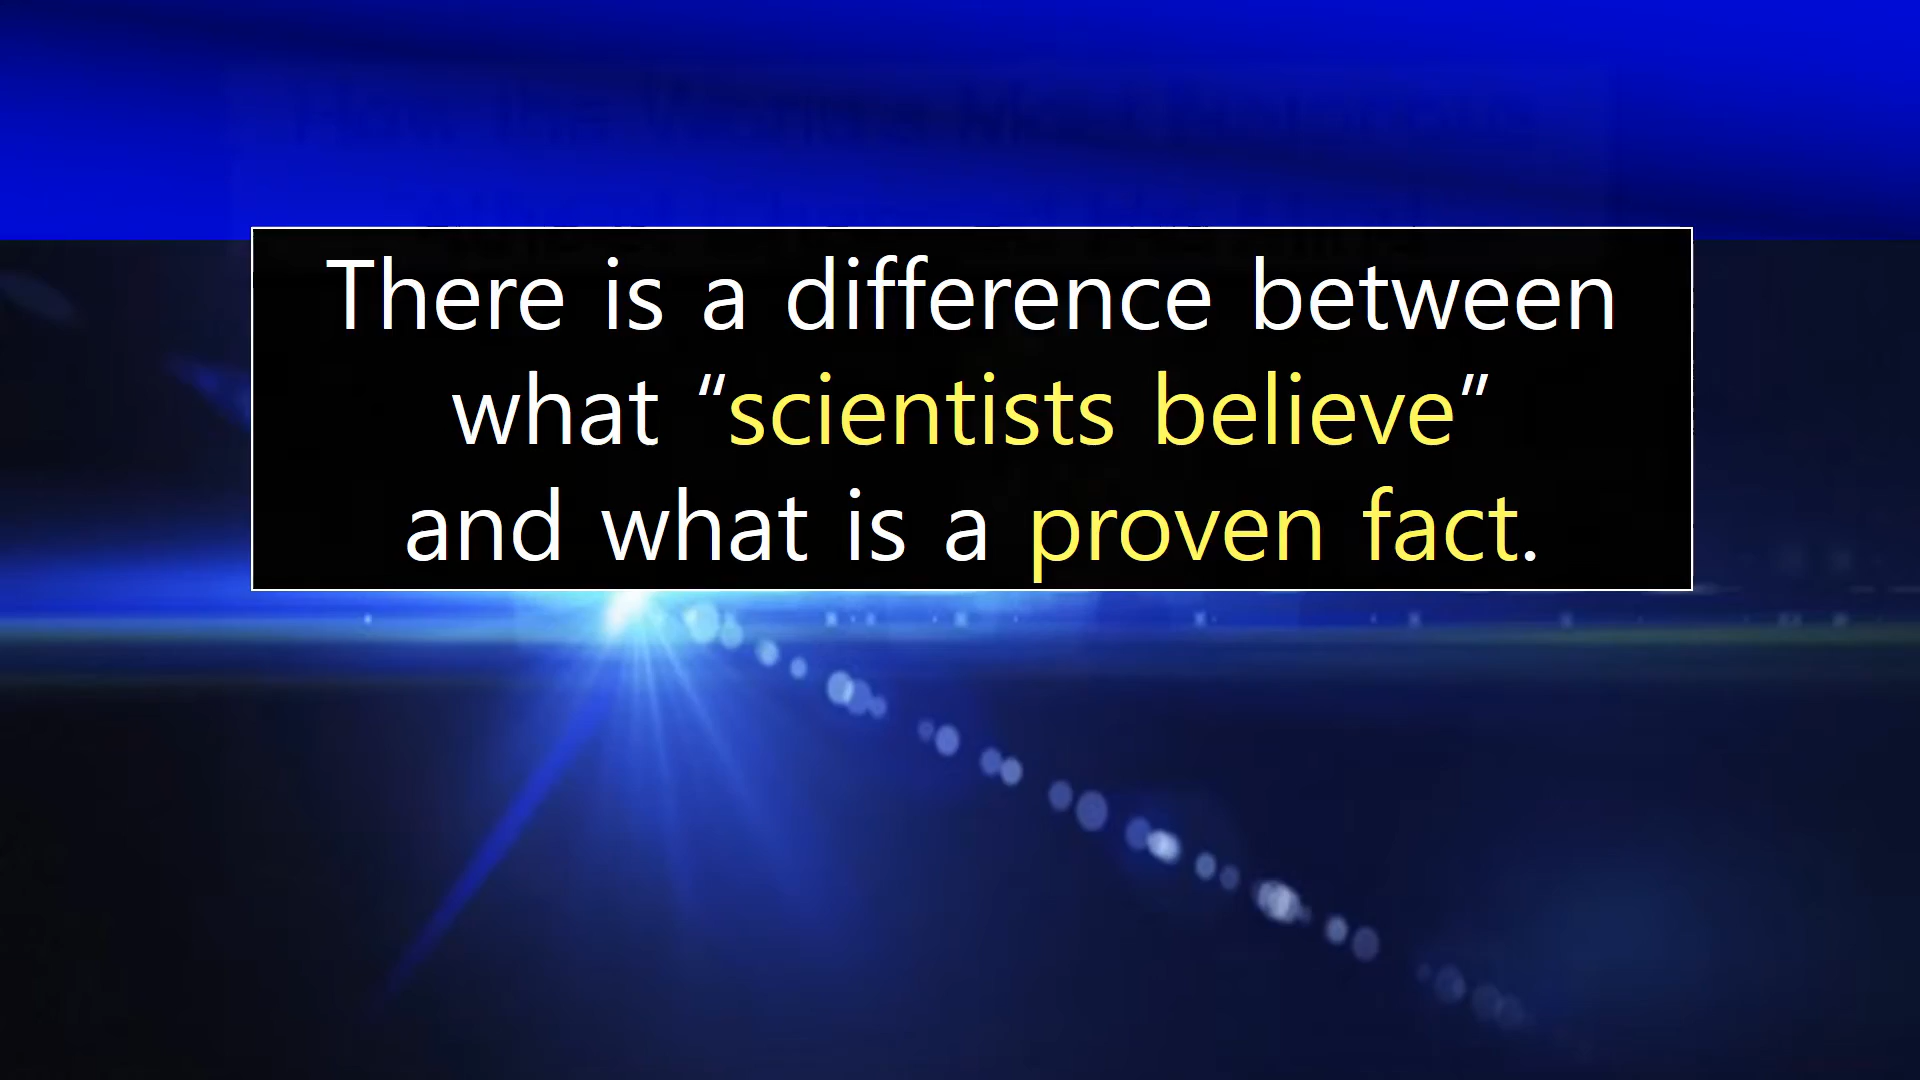 There is a difference between
what “scientists believe”
and what is a proven fact.